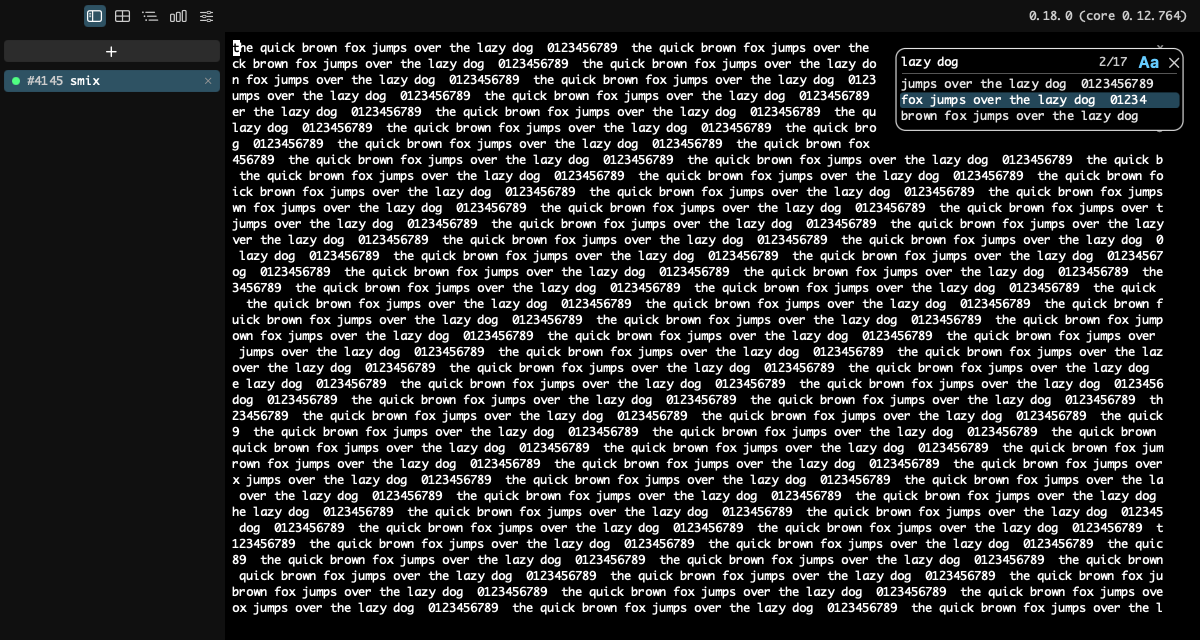 0.18.0 (core 0.12.764)
+
#4145 smix ×
lazy dog 2/17 Aa ×
jumps over the lazy dog  0123456789
fox jumps over the lazy dog  01234
brown fox jumps over the lazy dog
the quick brown fox jumps over the lazy dog  0123456789  the quick brown fox jumps over the
ck brown fox jumps over the lazy dog  0123456789  the quick brown fox jumps over the lazy do
n fox jumps over the lazy dog  0123456789  the quick brown fox jumps over the lazy dog  0123
umps over the lazy dog  0123456789  the quick brown fox jumps over the lazy dog  0123456789
er the lazy dog  0123456789  the quick brown fox jumps over the lazy dog  0123456789  the qu
lazy dog  0123456789  the quick brown fox jumps over the lazy dog  0123456789  the quick bro
g  0123456789  the quick brown fox jumps over the lazy dog  0123456789  the quick brown fox
456789  the quick brown fox jumps over the lazy dog  0123456789  the quick brown fox jumps over the lazy dog  0123456789  the quick b
 the quick brown fox jumps over the lazy dog  0123456789  the quick brown fox jumps over the lazy dog  0123456789  the quick brown fo
ick brown fox jumps over the lazy dog  0123456789  the quick brown fox jumps over the lazy dog  0123456789  the quick brown fox jumps
wn fox jumps over the lazy dog  0123456789  the quick brown fox jumps over the lazy dog  0123456789  the quick brown fox jumps over t
jumps over the lazy dog  0123456789  the quick brown fox jumps over the lazy dog  0123456789  the quick brown fox jumps over the lazy
ver the lazy dog  0123456789  the quick brown fox jumps over the lazy dog  0123456789  the quick brown fox jumps over the lazy dog  0
 lazy dog  0123456789  the quick brown fox jumps over the lazy dog  0123456789  the quick brown fox jumps over the lazy dog  01234567
og  0123456789  the quick brown fox jumps over the lazy dog  0123456789  the quick brown fox jumps over the lazy dog  0123456789  the
3456789  the quick brown fox jumps over the lazy dog  0123456789  the quick brown fox jumps over the lazy dog  0123456789  the quick
  the quick brown fox jumps over the lazy dog  0123456789  the quick brown fox jumps over the lazy dog  0123456789  the quick brown f
uick brown fox jumps over the lazy dog  0123456789  the quick brown fox jumps over the lazy dog  0123456789  the quick brown fox jump
own fox jumps over the lazy dog  0123456789  the quick brown fox jumps over the lazy dog  0123456789  the quick brown fox jumps over
 jumps over the lazy dog  0123456789  the quick brown fox jumps over the lazy dog  0123456789  the quick brown fox jumps over the laz
over the lazy dog  0123456789  the quick brown fox jumps over the lazy dog  0123456789  the quick brown fox jumps over the lazy dog
e lazy dog  0123456789  the quick brown fox jumps over the lazy dog  0123456789  the quick brown fox jumps over the lazy dog  0123456
dog  0123456789  the quick brown fox jumps over the lazy dog  0123456789  the quick brown fox jumps over the lazy dog  0123456789  th
23456789  the quick brown fox jumps over the lazy dog  0123456789  the quick brown fox jumps over the lazy dog  0123456789  the quick
9  the quick brown fox jumps over the lazy dog  0123456789  the quick brown fox jumps over the lazy dog  0123456789  the quick brown
quick brown fox jumps over the lazy dog  0123456789  the quick brown fox jumps over the lazy dog  0123456789  the quick brown fox jum
rown fox jumps over the lazy dog  0123456789  the quick brown fox jumps over the lazy dog  0123456789  the quick brown fox jumps over
x jumps over the lazy dog  0123456789  the quick brown fox jumps over the lazy dog  0123456789  the quick brown fox jumps over the la
 over the lazy dog  0123456789  the quick brown fox jumps over the lazy dog  0123456789  the quick brown fox jumps over the lazy dog
he lazy dog  0123456789  the quick brown fox jumps over the lazy dog  0123456789  the quick brown fox jumps over the lazy dog  012345
 dog  0123456789  the quick brown fox jumps over the lazy dog  0123456789  the quick brown fox jumps over the lazy dog  0123456789  t
123456789  the quick brown fox jumps over the lazy dog  0123456789  the quick brown fox jumps over the lazy dog  0123456789  the quic
89  the quick brown fox jumps over the lazy dog  0123456789  the quick brown fox jumps over the lazy dog  0123456789  the quick brown
 quick brown fox jumps over the lazy dog  0123456789  the quick brown fox jumps over the lazy dog  0123456789  the quick brown fox ju
brown fox jumps over the lazy dog  0123456789  the quick brown fox jumps over the lazy dog  0123456789  the quick brown fox jumps ove
ox jumps over the lazy dog  0123456789  the quick brown fox jumps over the lazy dog  0123456789  the quick brown fox jumps over the l